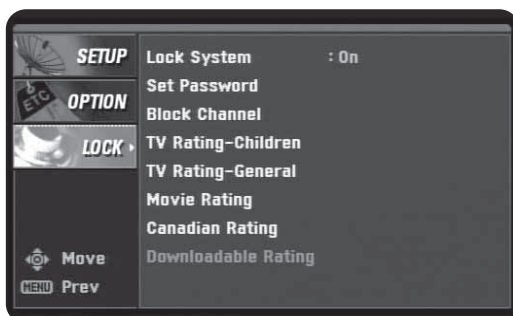 SETUP
ETC OPTION
LOCK
Lock System : On
Set Password
Block Channel
TV Rating-Children
TV Rating-General
Movie Rating
Canadian Rating
Downloadable Rating
Move
MENU Prev